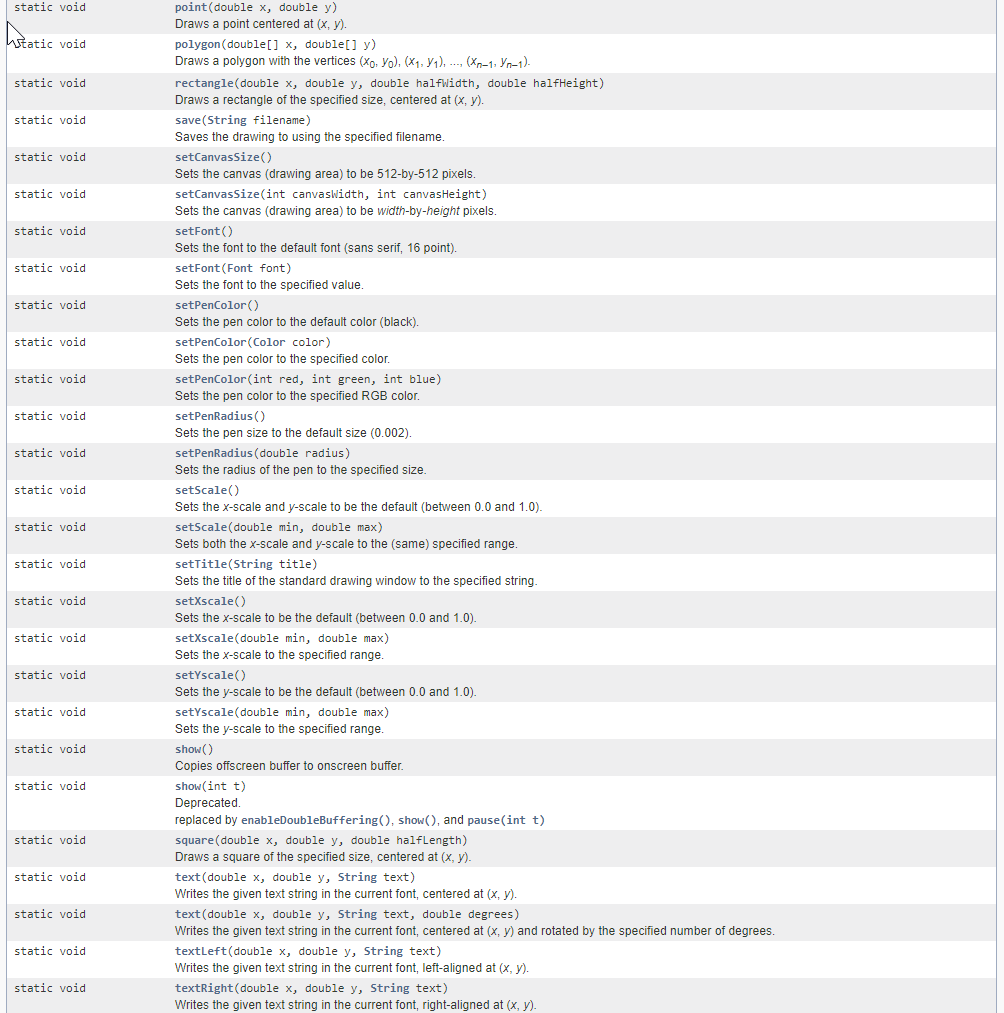 static void point(double x, double y)
Draws a point centered at (x, y).
static void polygon(double[] x, double[] y)
Draws a polygon with the vertices (x0, y0), (x1, y1), ..., (xn–1, yn–1).
static void rectangle(double x, double y, double halfWidth, double halfHeight)
Draws a rectangle of the specified size, centered at (x, y).
static void save(String filename)
Saves the drawing to using the specified filename.
static void setCanvasSize()
Sets the canvas (drawing area) to be 512-by-512 pixels.
static void setCanvasSize(int canvasWidth, int canvasHeight)
Sets the canvas (drawing area) to be width-by-height pixels.
static void setFont()
Sets the font to the default font (sans serif, 16 point).
static void setFont(Font font)
Sets the font to the specified value.
static void setPenColor()
Sets the pen color to the default color (black).
static void setPenColor(Color color)
Sets the pen color to the specified color.
static void setPenColor(int red, int green, int blue)
Sets the pen color to the specified RGB color.
static void setPenRadius()
Sets the pen size to the default size (0.002).
static void setPenRadius(double radius)
Sets the radius of the pen to the specified size.
static void setScale()
Sets the x-scale and y-scale to be the default (between 0.0 and 1.0).
static void setScale(double min, double max)
Sets both the x-scale and y-scale to the (same) specified range.
static void setTitle(String title)
Sets the title of the standard drawing window to the specified string.
static void setXscale()
Sets the x-scale to be the default (between 0.0 and 1.0).
static void setXscale(double min, double max)
Sets the x-scale to the specified range.
static void setYscale()
Sets the y-scale to be the default (between 0.0 and 1.0).
static void setYscale(double min, double max)
Sets the y-scale to the specified range.
static void show()
Copies offscreen buffer to onscreen buffer.
static void show(int t)
Deprecated.
replaced by enableDoubleBuffering(), show(), and pause(int t)
static void square(double x, double y, double halfLength)
Draws a square of the specified size, centered at (x, y).
static void text(double x, double y, String text)
Writes the given text string in the current font, centered at (x, y).
static void text(double x, double y, String text, double degrees)
Writes the given text string in the current font, centered at (x, y) and rotated by the specified number of degrees.
static void textLeft(double x, double y, String text)
Writes the given text string in the current font, left-aligned at (x, y).
static void textRight(double x, double y, String text)
Writes the given text string in the current font, right-aligned at (x, y).